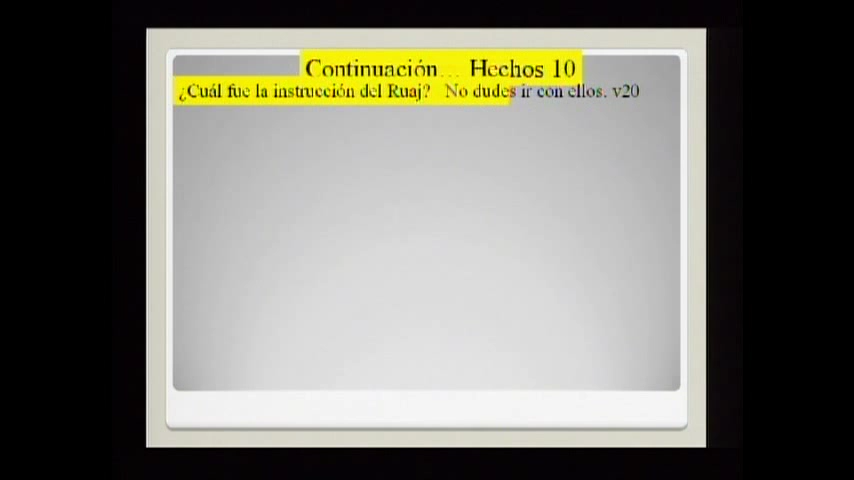 Continuación... Hechos 10
¿Cuál fue la instrucción del Ruaj? No dudes ir con ellos. v20